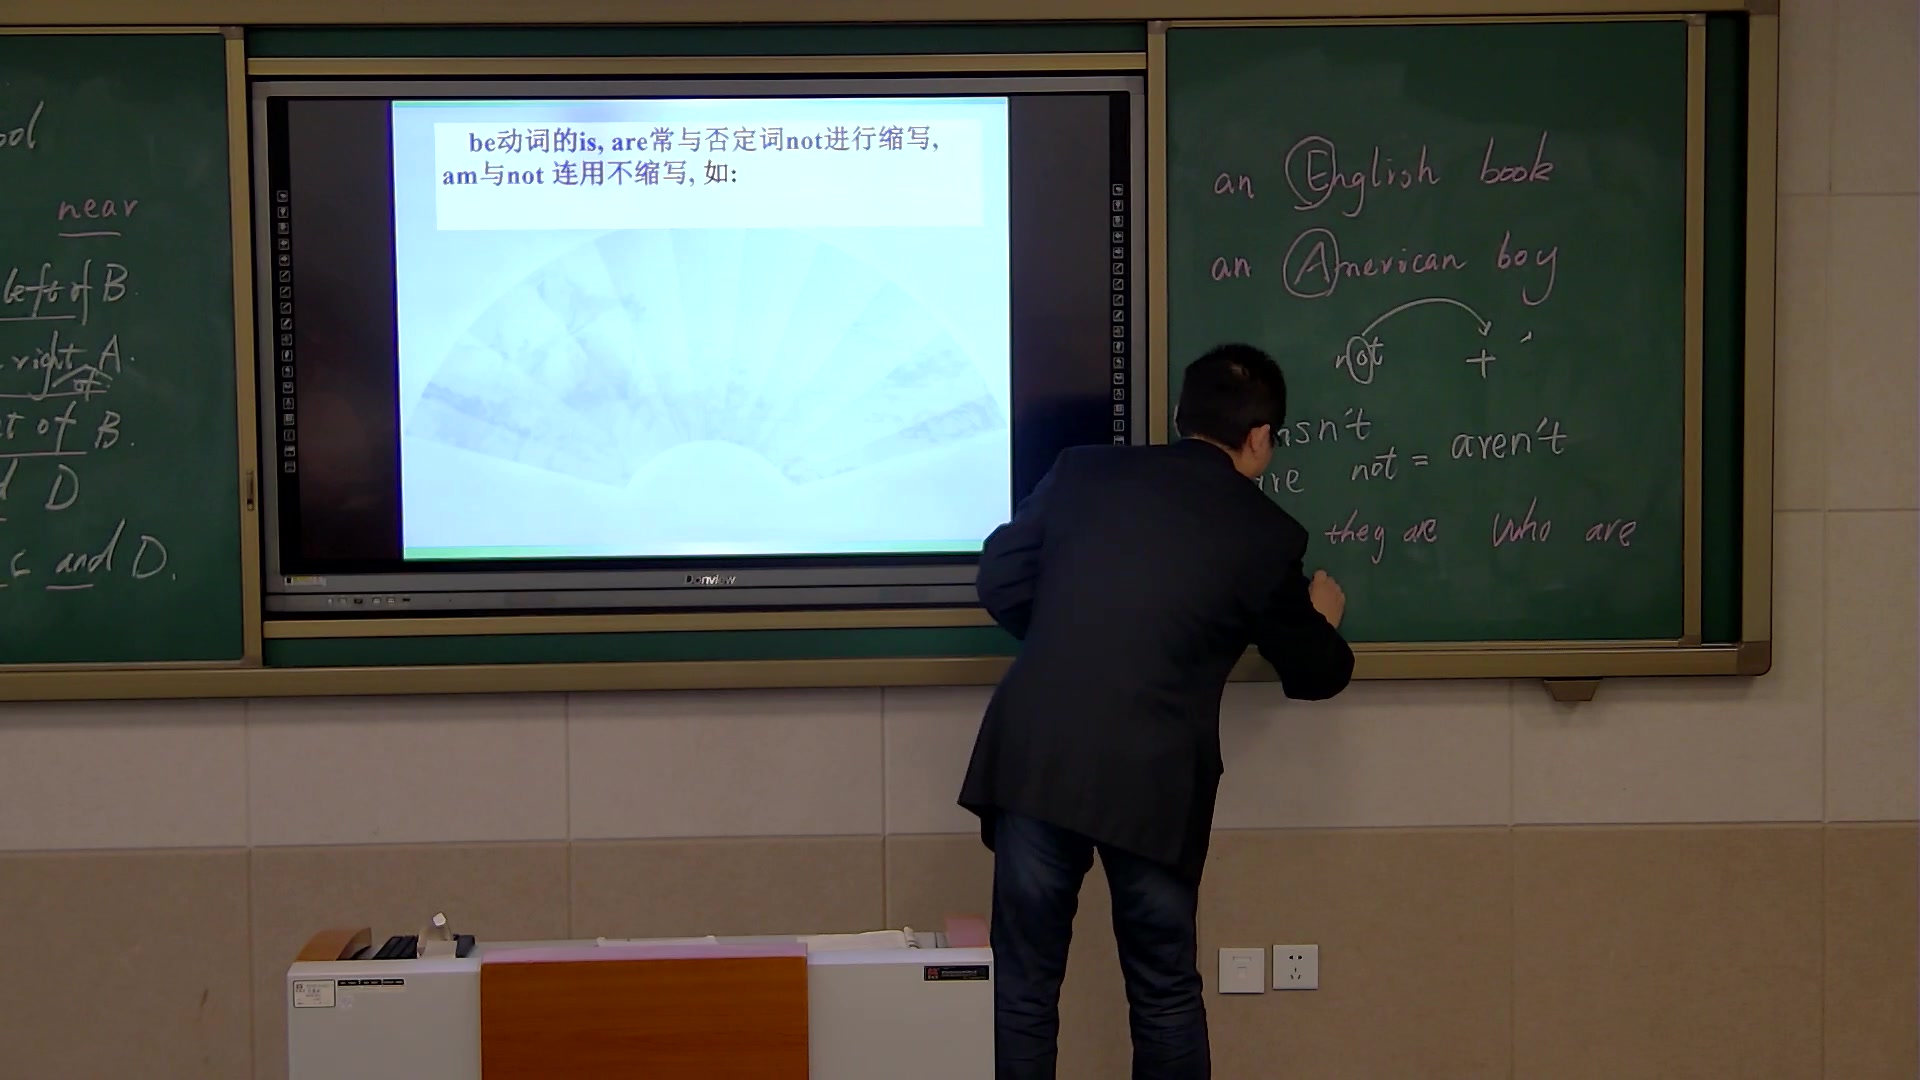 near
left of B.
right A.
of
of B.
D
c and D.
be动词的is, are常与否定词not进行缩写,
am与not 连用不缩写, 如:
Donview
an English book
an American boy
not + '
not = aren't
they are who are